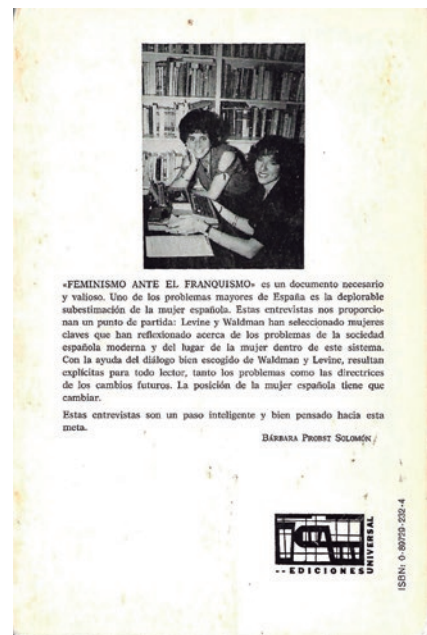 «FEMINISMO ANTE EL FRANQUISMO» es un documento necesario
y valioso. Uno de los problemas mayores de España es la deplorable
subestimación de la mujer española. Estas entrevistas nos proporcio-
nan un punto de partida: Levine y Waldman han seleccionado mujeres
claves que han reflexionado acerca de los problemas de la sociedad
española moderna y del lugar de la mujer dentro de este sistema.
Con la ayuda del diálogo bien escogido de Waldman y Levine, resultan
explícitas para todo lector, tanto los problemas como las directrices
de los cambios futuros. La posición de la mujer española tiene que
cambiar.
Estas entrevistas son un paso inteligente y bien pensado hacia esta
meta.
BÁRBARA PROBST SOLOMÓN
EDICIONES
UNIVERSAL
ISBN: 0-89729-232-4